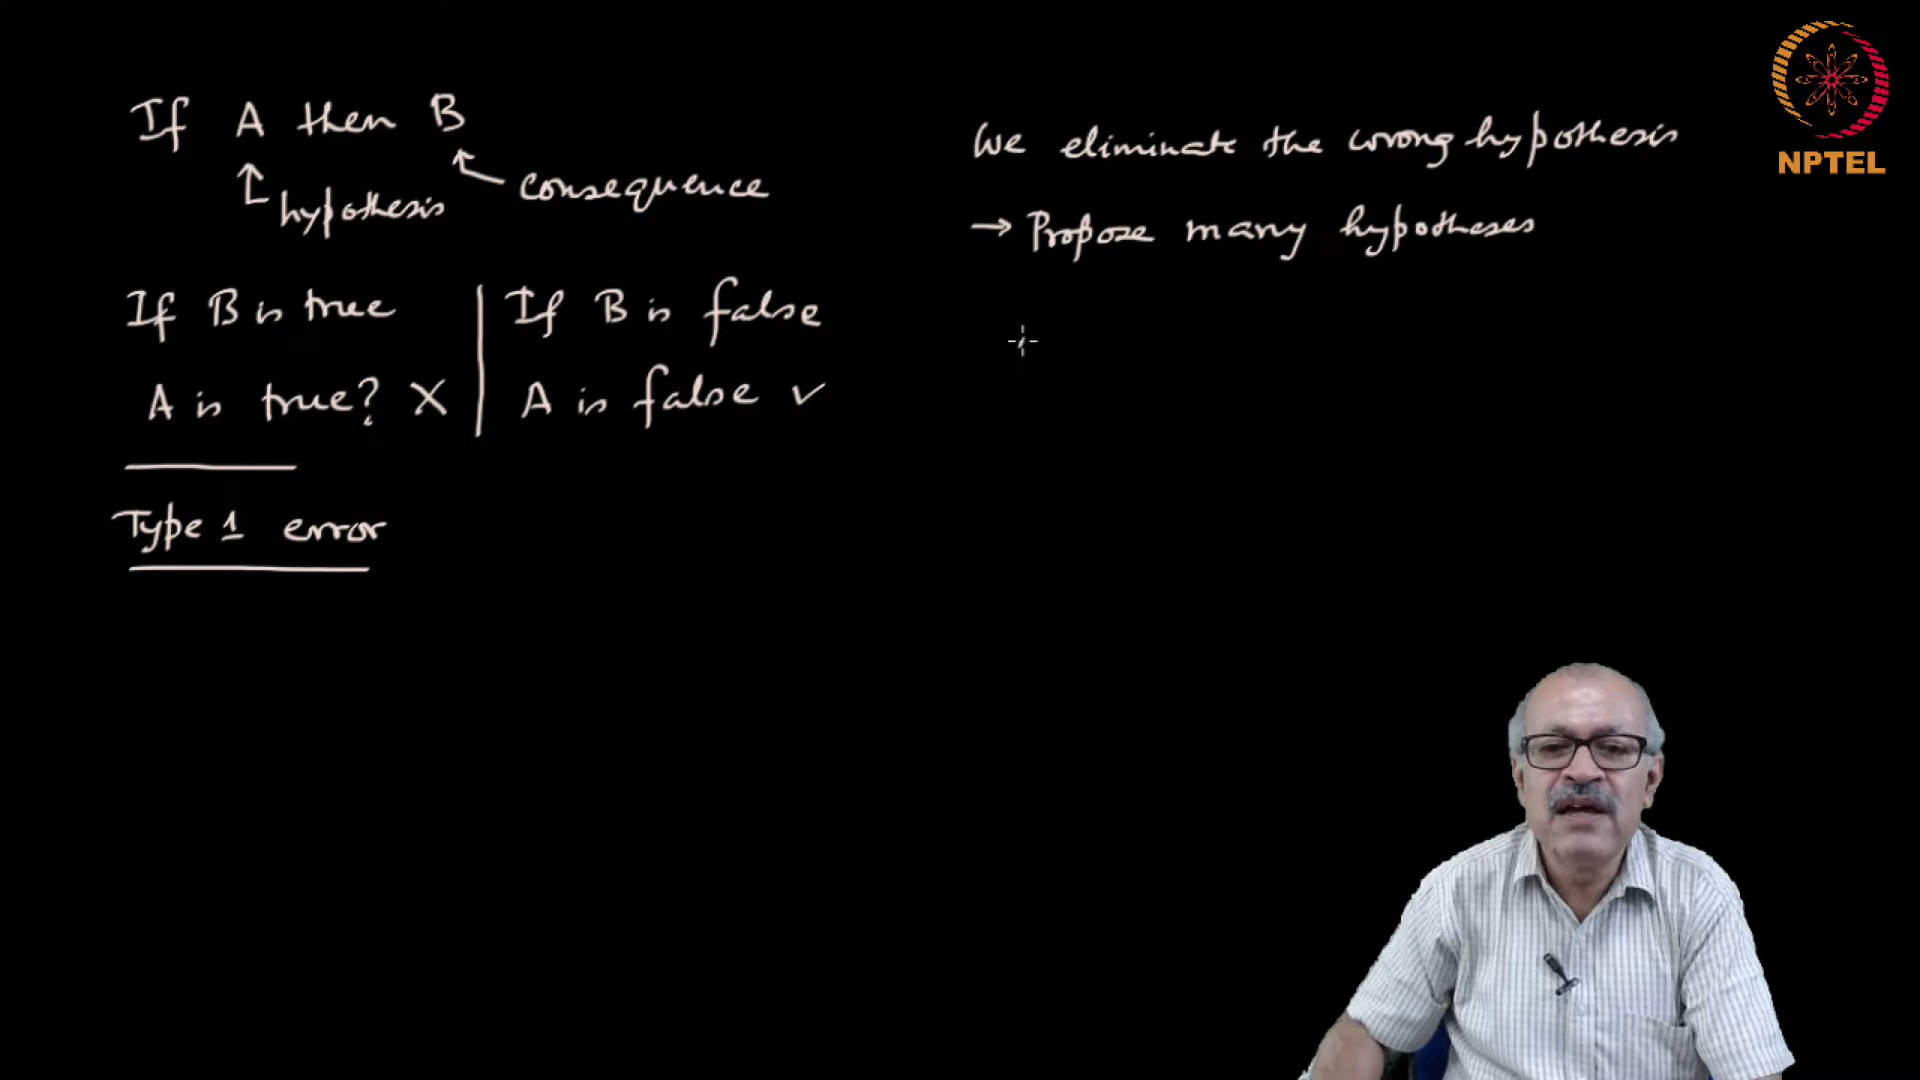 If A then B
hypothesis
consequence
If B is true
A is true? X
If B is false
A is false ✓
Type 1 error
We eliminate the wrong hypothesis
→ Propose many hypotheses
NPTEL